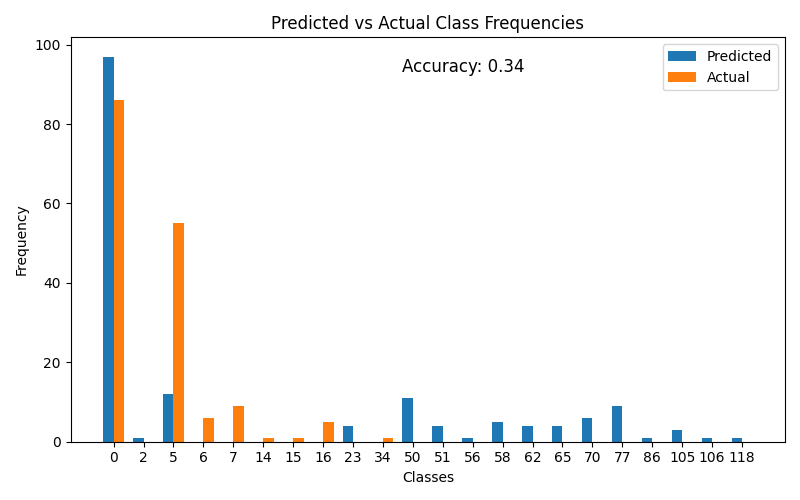 Predicted vs Actual Class Frequencies
Accuracy: 0.34
Predicted
Actual
100
80
60
40
20
0
Frequency
0 2 5 6 7 14 15 16 23 34 50 51 56 58 62 65 70 77 86 105 106 118
Classes